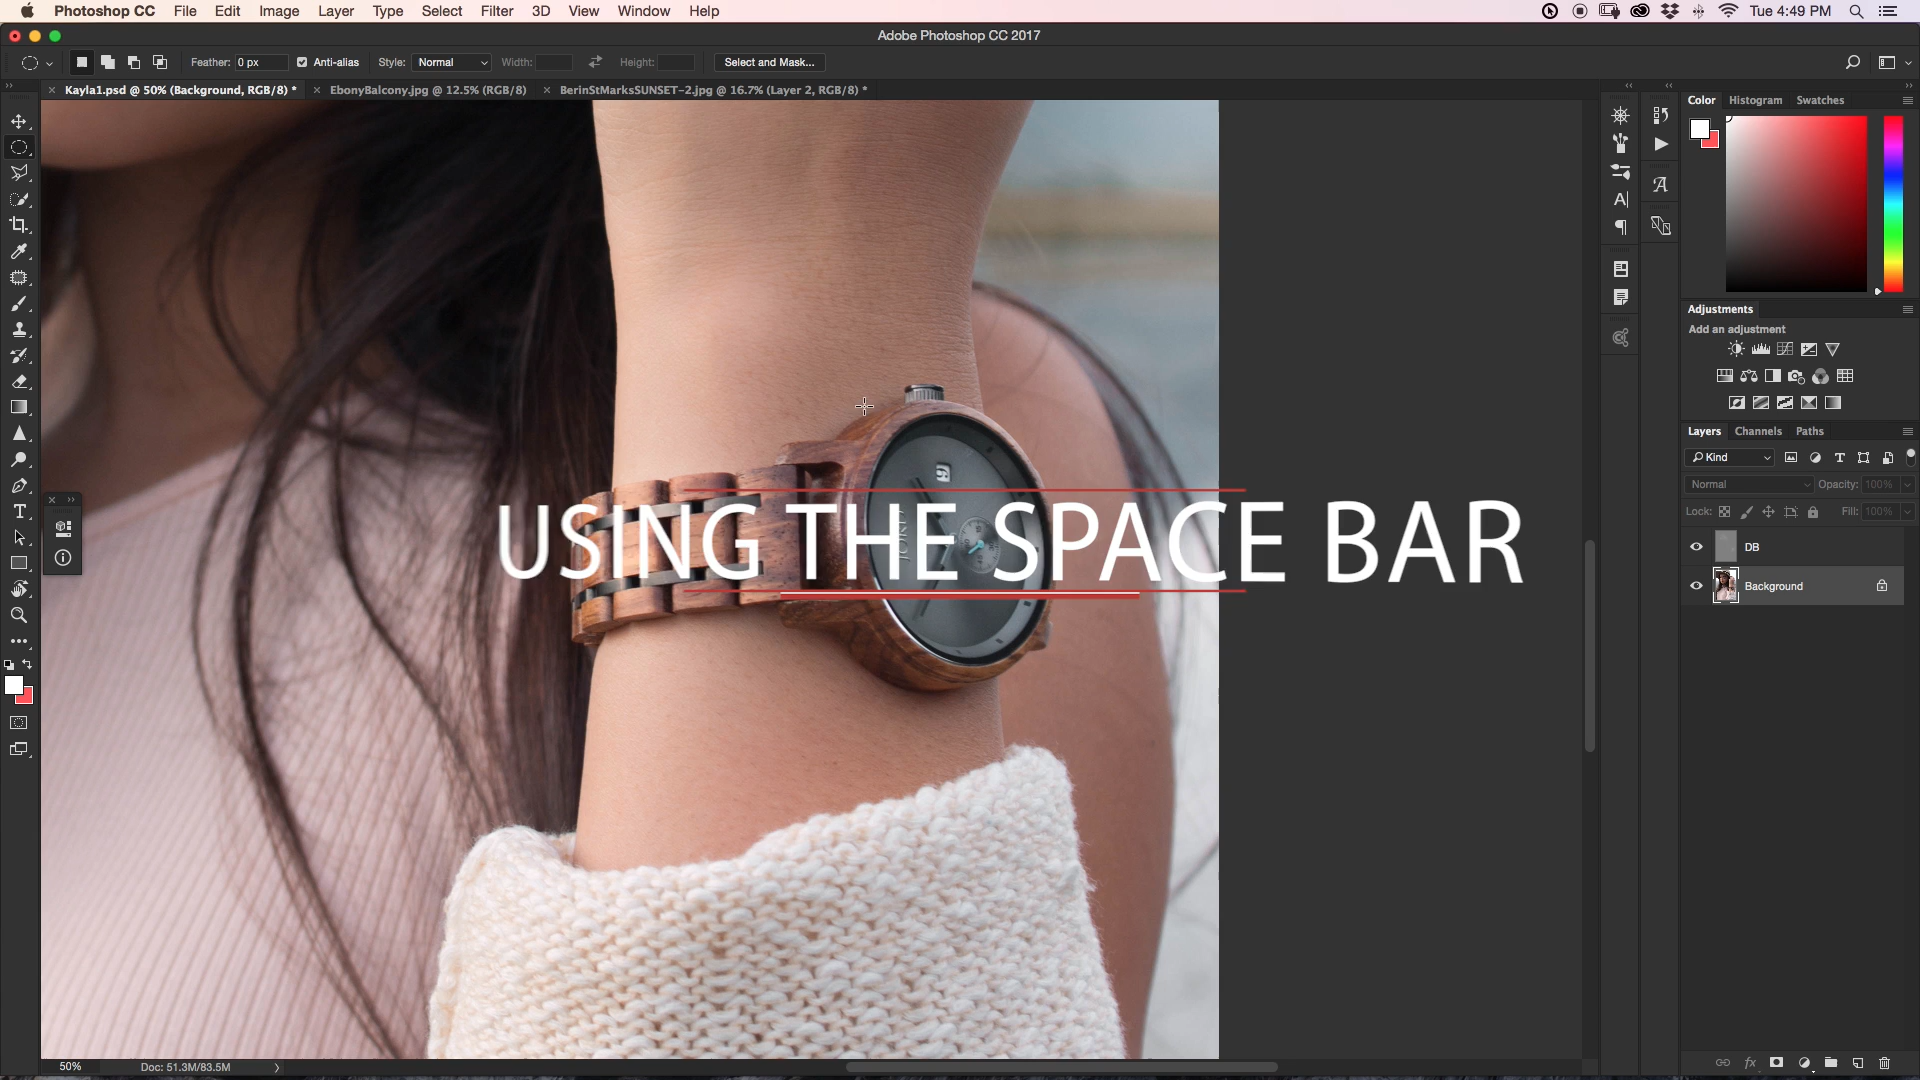 Photoshop CC File Edit Image Layer Type Select Filter 3D View Window Help Tue 4:49 PM
Adobe Photoshop CC 2017
Feather: 0 px Anti-alias Style: Normal Width: Height: Select and Mask...
Kayla1.psd @ 50% (Background, RGB/8) * EbonyBalcony.jpg @ 12.5% (RGB/8) BerinStMarksSUNSET-2.jpg @ 16.7% (Layer 2, RGB/8) *
Color Histogram Swatches
Adjustments
Add an adjustment
Layers Channels Paths
Kind
Normal Opacity: 100%
Lock: Fill: 100%
DB
Background
USING THE SPACE BAR
50% Doc: 51.3M/83.5M